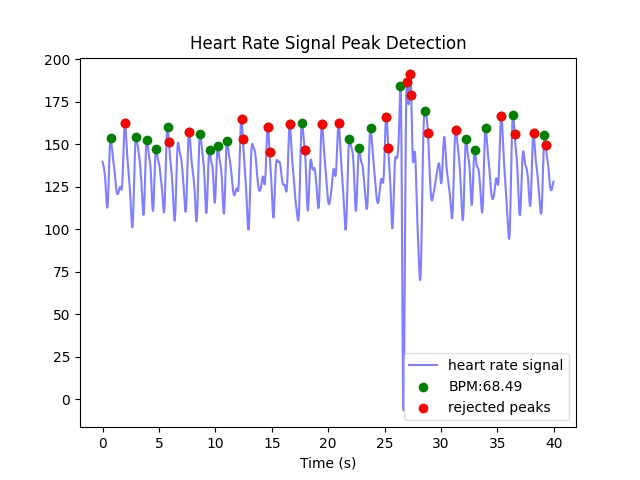 Heart Rate Signal Peak Detection
200
175
150
125
100
75
50
25
0
heart rate signal
BPM:68.49
rejected peaks
0 5 10 15 20 25 30 35 40
Time (s)